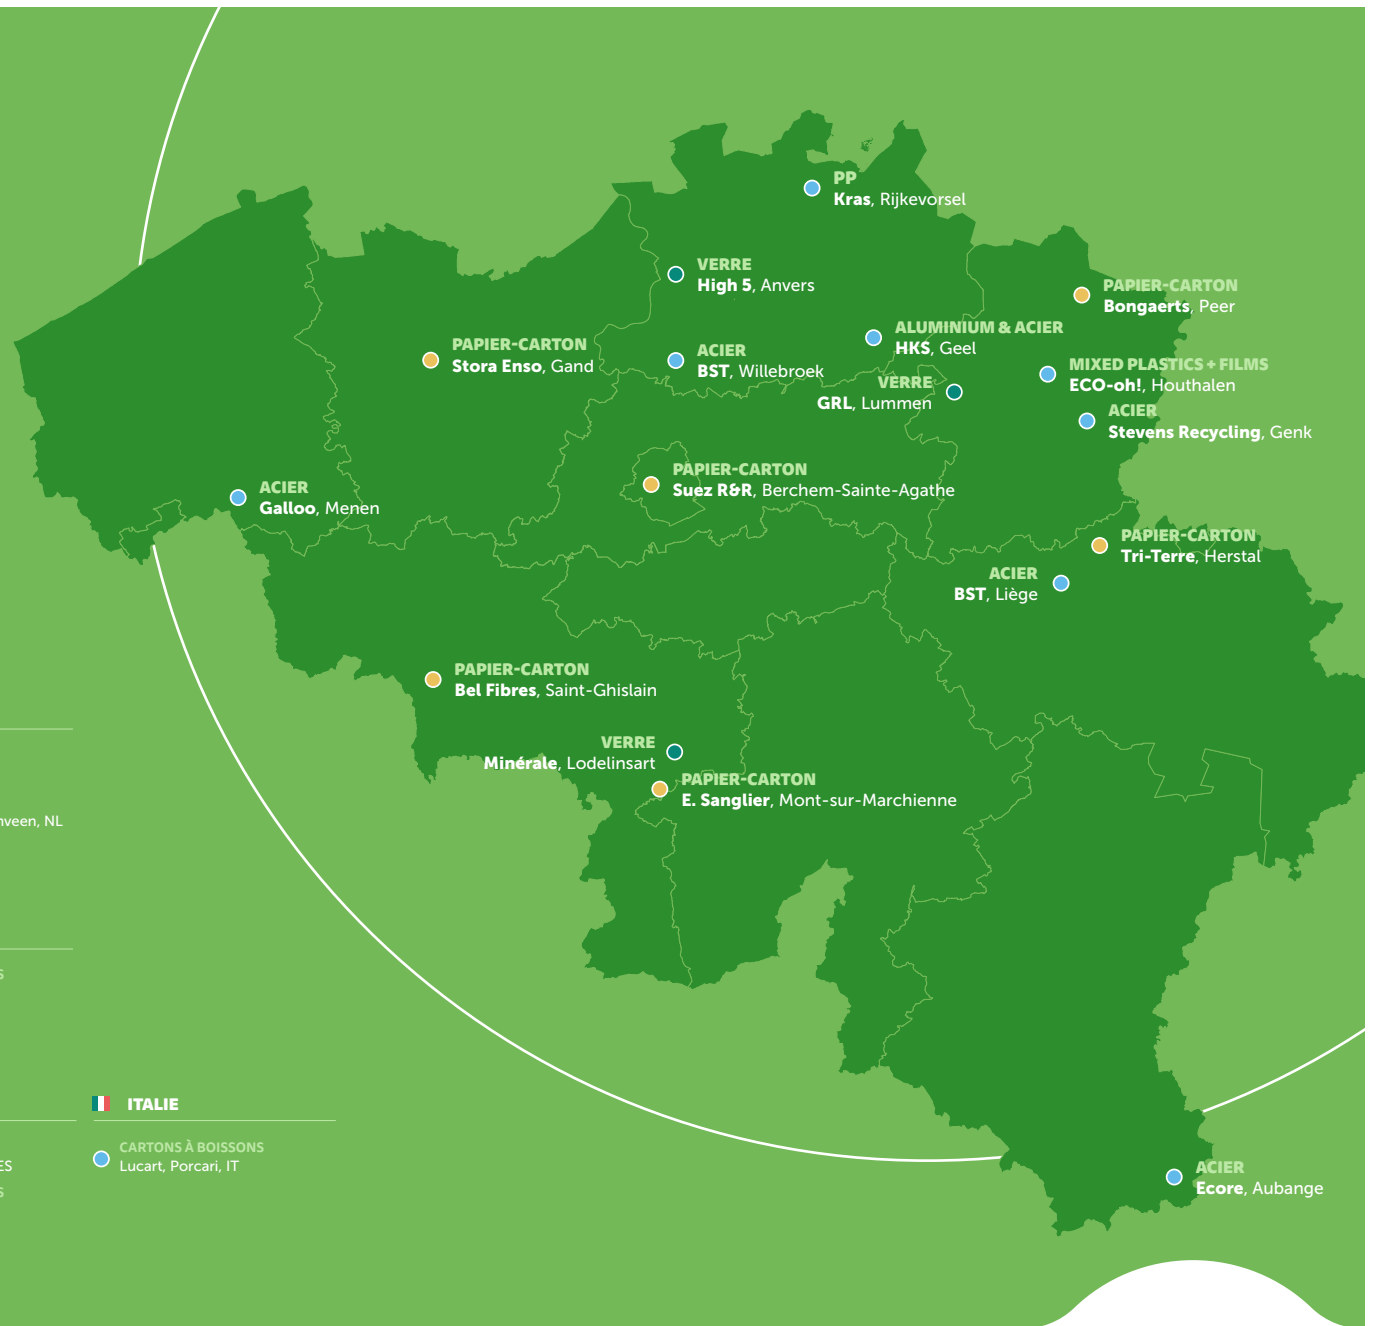 PP
Kras, Rijkevorsel
VERRE
High 5, Anvers
PAPIER-CARTON
Bongaerts, Peer
ALUMINIUM & ACIER
HKS, Geel
PAPIER-CARTON
Stora Enso, Gand
ACIER
BST, Willebroek
MIXED PLASTICS + FILMS
ECO-oh!, Houthalen
VERRE
GRL, Lummen
ACIER
Stevens Recycling, Genk
PAPIER-CARTON
Suez R&R, Berchem-Sainte-Agathe
ACIER
Galloo, Menen
PAPIER-CARTON
Tri-Terre, Herstal
ACIER
BST, Liège
PAPIER-CARTON
Bel Fibres, Saint-Ghislain
VERRE
Minérale, Lodelinsart
PAPIER-CARTON
E. Sanglier, Mont-sur-Marchienne
NL
ITALIE
CARTONS À BOISSONS
Lucart, Porcari, IT
ACIER
Ecore, Aubange